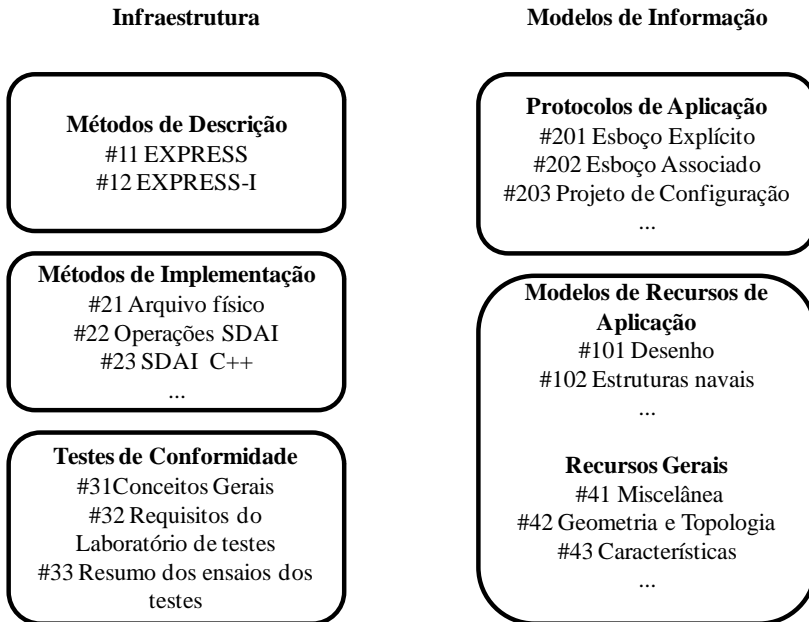 Infraestrutura
Métodos de Descrição
#11 EXPRESS
#12 EXPRESS-I
Métodos de Implementação
#21 Arquivo físico
#22 Operações SDAI
#23 SDAI C++
...
Testes de Conformidade
#31Conceitos Gerais
#32 Requisitos do
Laboratório de testes
#33 Resumo dos ensaios dos
testes
Modelos de Informação
Protocolos de Aplicação
#201 Esboço Explícito
#202 Esboço Associado
#203 Projeto de Configuração
...
Modelos de Recursos de
Aplicação
#101 Desenho
#102 Estruturas navais
...
Recursos Gerais
#41 Miscelânea
#42 Geometria e Topologia
#43 Características
...